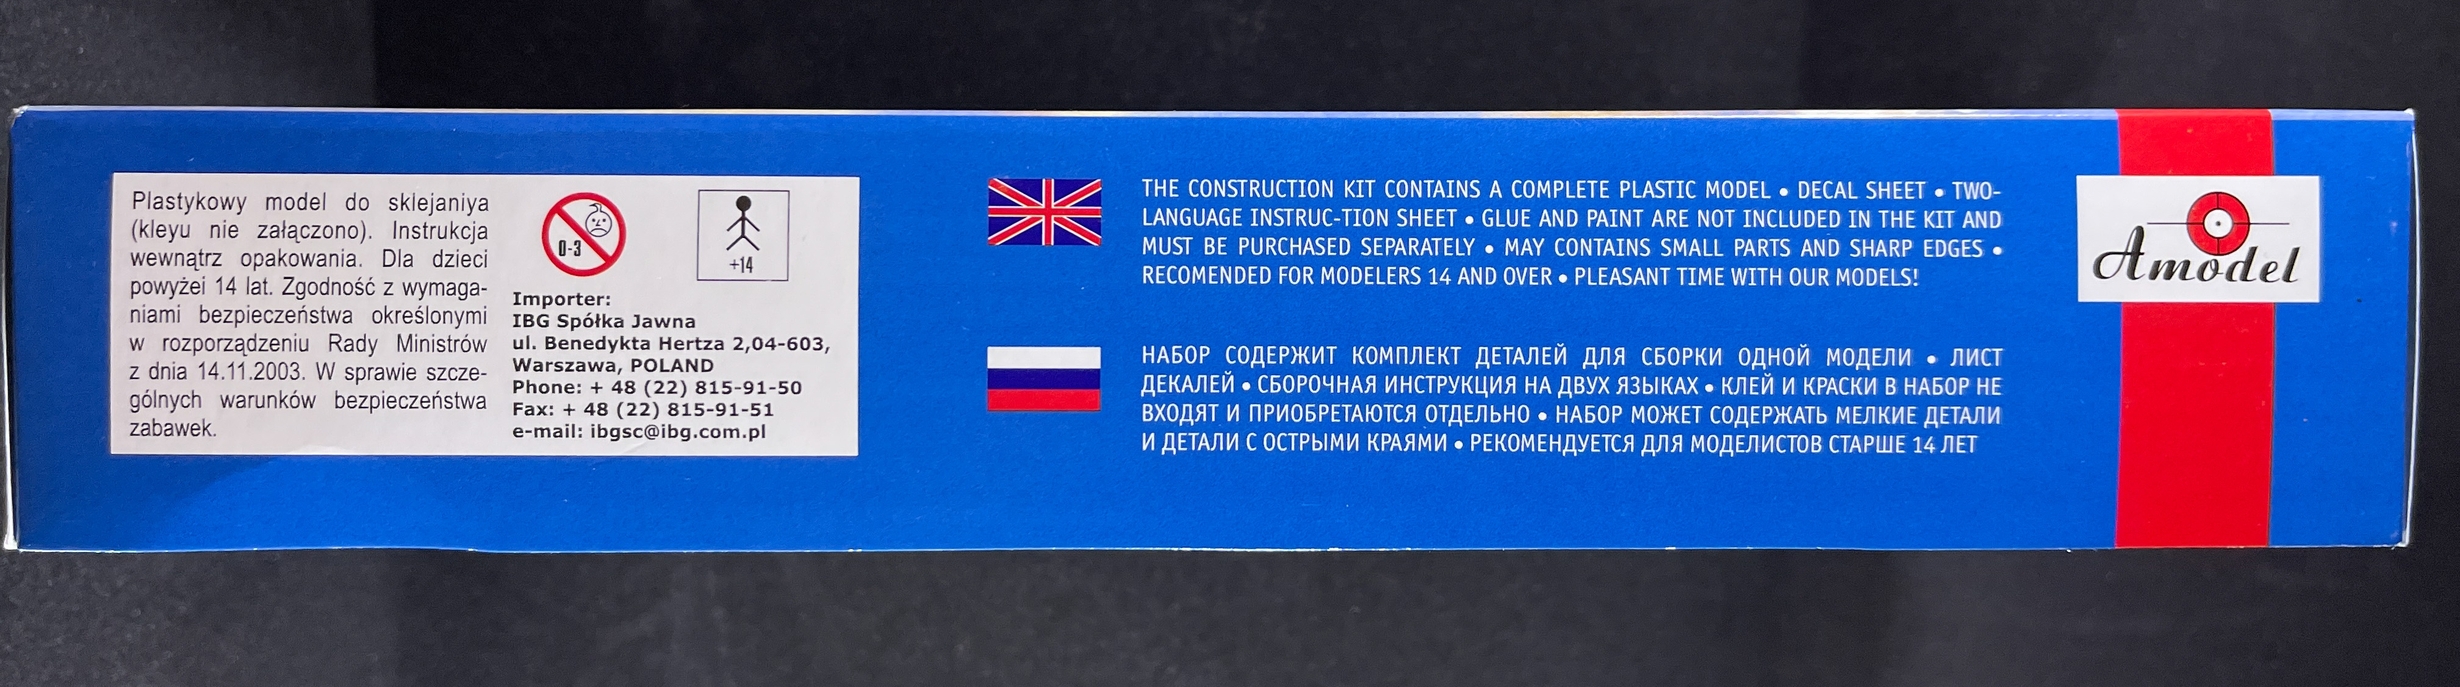 Plastykowy model do sklejaniya
(kleyu nie załączono). Instrukcja
wewnątrz opakowania. Dla dzieci
powyżej 14 lat. Zgodność z wymaga-
niami bezpieczeństwa określonymi
w rozporządzeniu Rady Ministrów
z dnia 14.11.2003. W sprawie szcze-
gólnych warunków bezpieczeństwa
zabawek.
0-3
+14
Importer:
IBG Spółka Jawna
ul. Benedykta Hertza 2,04-603,
Warszawa, POLAND
Phone: + 48 (22) 815-91-50
Fax: + 48 (22) 815-91-51
e-mail: ibgsc@ibg.com.pl
THE CONSTRUCTION KIT CONTAINS A COMPLETE PLASTIC MODEL • DECAL SHEET • TWO-
LANGUAGE INSTRUC-TION SHEET • GLUE AND PAINT ARE NOT INCLUDED IN THE KIT AND
MUST BE PURCHASED SEPARATELY • MAY CONTAINS SMALL PARTS AND SHARP EDGES •
RECOMENDED FOR MODELERS 14 AND OVER • PLEASANT TIME WITH OUR MODELS!
НАБОР СОДЕРЖИТ КОМПЛЕКТ ДЕТАЛЕЙ ДЛЯ СБОРКИ ОДНОЙ МОДЕЛИ • ЛИСТ
ДЕКАЛЕЙ • СБОРОЧНАЯ ИНСТРУКЦИЯ НА ДВУХ ЯЗЫКАХ • КЛЕЙ И КРАСКИ В НАБОР НЕ
ВХОДЯТ И ПРИОБРЕТАЮТСЯ ОТДЕЛЬНО • НАБОР МОЖЕТ СОДЕРЖАТЬ МЕЛКИЕ ДЕТАЛИ
И ДЕТАЛИ С ОСТРЫМИ КРАЯМИ • РЕКОМЕНДУЕТСЯ ДЛЯ МОДЕЛИСТОВ СТАРШЕ 14 ЛЕТ
Amodel